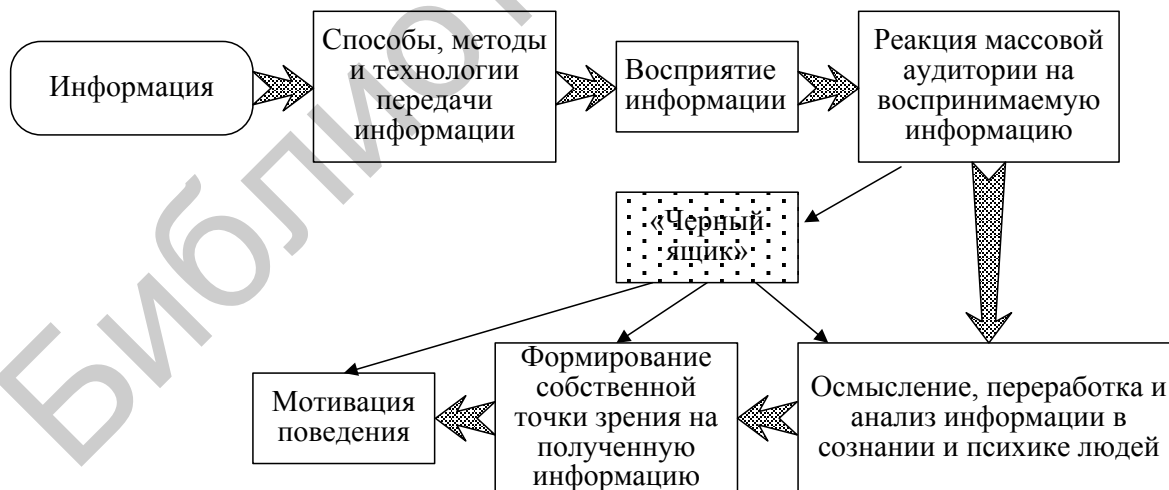 Информация
Способы, методы
и технологии
передачи
информации
Восприятие
информации
Реакция массовой
аудитории на
воспринимаемую
информацию
«Черный
ящик»
Мотивация
поведения
Формирование
собственной
точки зрения на
полученную
информацию
Осмысление, переработка и
анализ информации в
сознании и психике людей